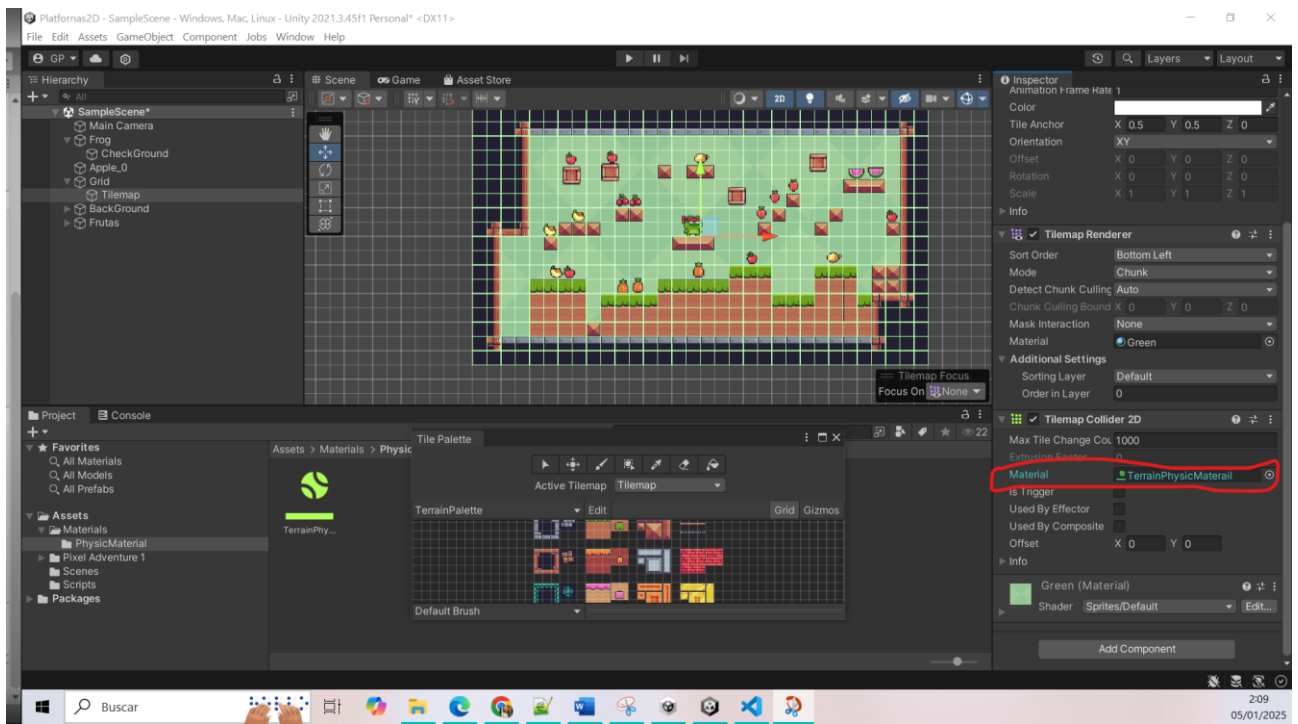 Platfornas2D - SampleScene - Windows, Mac, Linux - Unity 2021.3.45f1 Personal* <DX11>
File Edit Assets GameObject Component Jobs Window Help
GP Layers Layout
Hierarchy
All
SampleScene*
Main Camera
Frog
CheckGround
Apple_0
Grid
Tilemap
BackGround
Frutas
Scene Game Asset Store
2D
Tilemap Focus
Focus On None
Inspector
Animation Frame Rate 1
Color
Tile Anchor X 0.5 Y 0.5 Z 0
Orientation XY
Offset X 0 Y 0 Z 0
Rotation X 0 Y 0 Z 0
Scale X 1 Y 1 Z 1
Info
Tilemap Renderer
Sort Order Bottom Left
Mode Chunk
Detect Chunk Culling Auto
Chunk Culling Bound X 0 Y 0 Z 0
Mask Interaction None
Material Green
Additional Settings
Sorting Layer Default
Order in Layer 0
Tilemap Collider 2D
Max Tile Change Cou 1000
Extrusion Factor 0
Material TerrainPhysicMaterail
Is Trigger
Used By Effector
Used By Composite
Offset X 0 Y 0
Info
Green (Material)
Shader Sprites/Default Edit...
Add Component
Project Console
22
Favorites
All Materials
All Models
All Prefabs
Assets
Materials
PhysicMaterial
Pixel Adventure 1
Scenes
Scripts
Packages
Assets > Materials > Physic
TerrainPhy...
Tile Palette
Active Tilemap Tilemap
TerrainPalette Edit Grid Gizmos
Default Brush
Buscar
2:09
05/01/2025